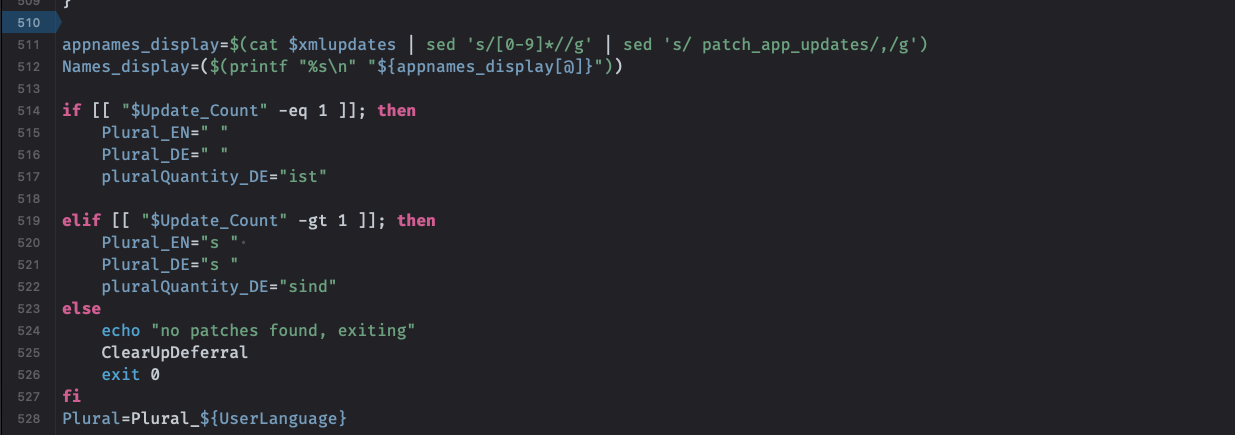 509 }
510
511 appnames_display=$(cat $xmlupdates | sed 's/[0-9]*//g' | sed 's/ patch_app_updates/,/g')
512 Names_display=($(printf "%s\n" "${appnames_display[@]}"))
513
514 if [[ "$Update_Count" -eq 1 ]]; then
515     Plural_EN=" "
516     Plural_DE=" "
517     pluralQuantity_DE="ist"
518
519 elif [[ "$Update_Count" -gt 1 ]]; then
520     Plural_EN="s "
521     Plural_DE="s "
522     pluralQuantity_DE="sind"
523 else
524     echo "no patches found, exiting"
525     ClearUpDeferral
526     exit 0
527 fi
528 Plural=Plural_${UserLanguage}